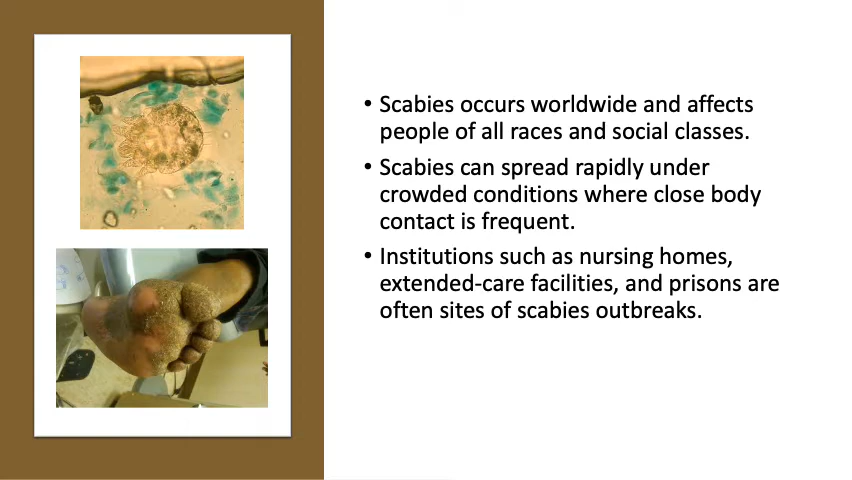 • Scabies occurs worldwide and affects
people of all races and social classes.
• Scabies can spread rapidly under
crowded conditions where close body
contact is frequent.
• Institutions such as nursing homes,
extended-care facilities, and prisons are
often sites of scabies outbreaks.